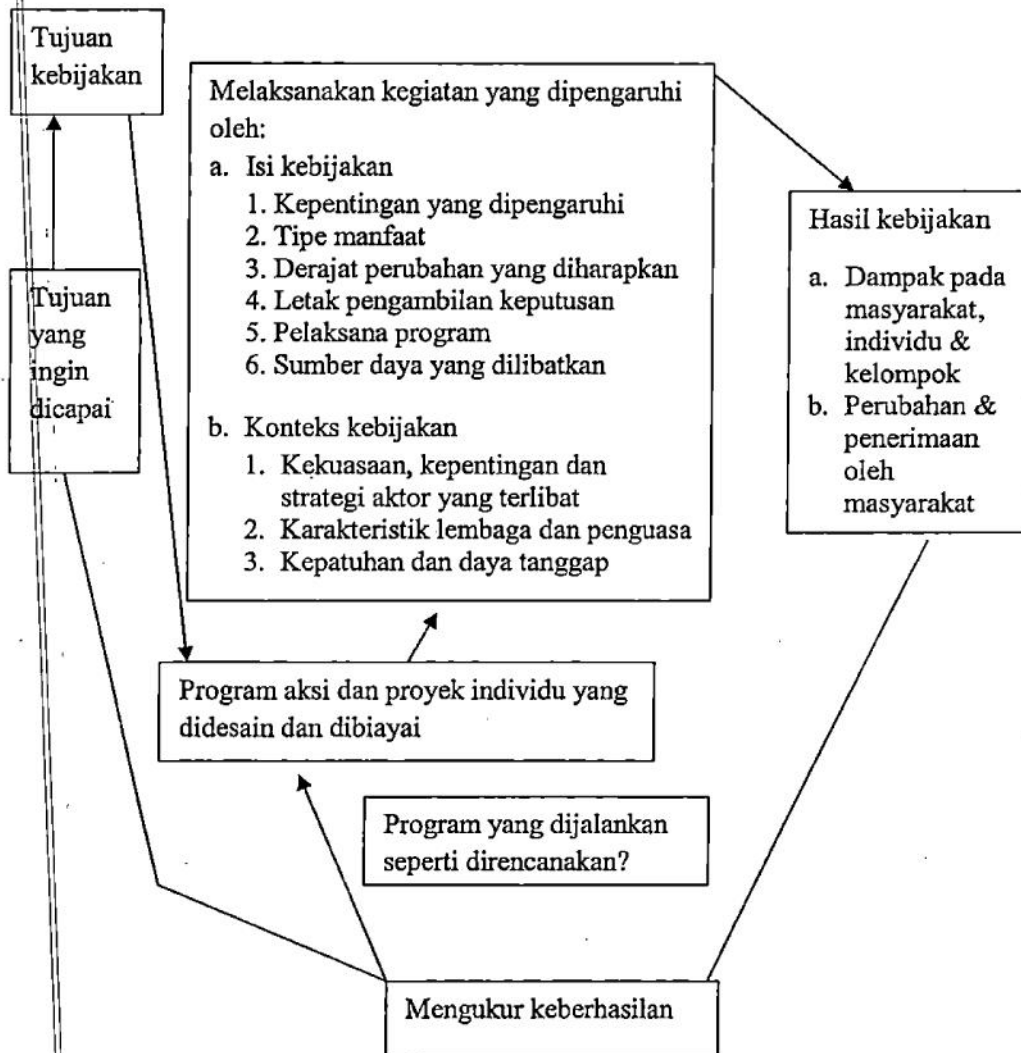 Tujuan
kebijakan
Melaksanakan kegiatan yang dipengaruhi
oleh:
a. Isi kebijakan
1. Kepentingan yang dipengaruhi
2. Tipe manfaat
3. Derajat perubahan yang diharapkan
4. Letak pengambilan keputusan
5. Pelaksana program
6. Sumber daya yang dilibatkan
b. Konteks kebijakan
1. Kekuasaan, kepentingan dan
strategi aktor yang terlibat
2. Karakteristik lembaga dan penguasa
3. Kepatuhan dan daya tanggap
Tujuan
yang
ingin
dicapai
Hasil kebijakan
a. Dampak pada
masyarakat,
individu &
kelompok
b. Perubahan &
penerimaan
oleh
masyarakat
Program aksi dan proyek individu yang
didesain dan dibiayai
Program yang dijalankan
seperti direncanakan?
Mengukur keberhasilan